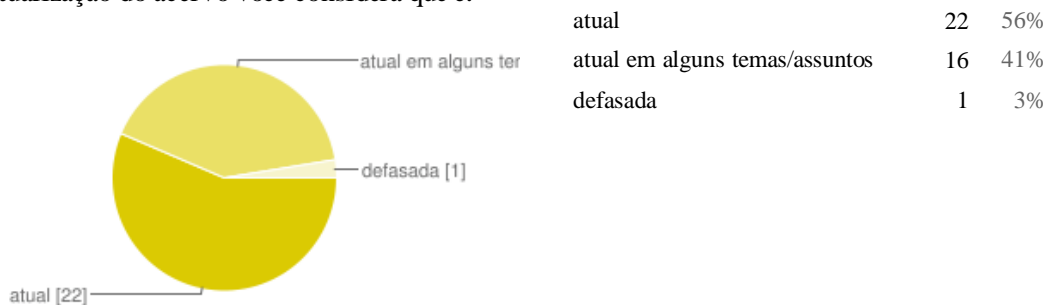 atual 22 56%
atual em alguns temas/assuntos 16 41%
defasada 1 3%
atual em alguns ter
defasada [1]
atual [22]